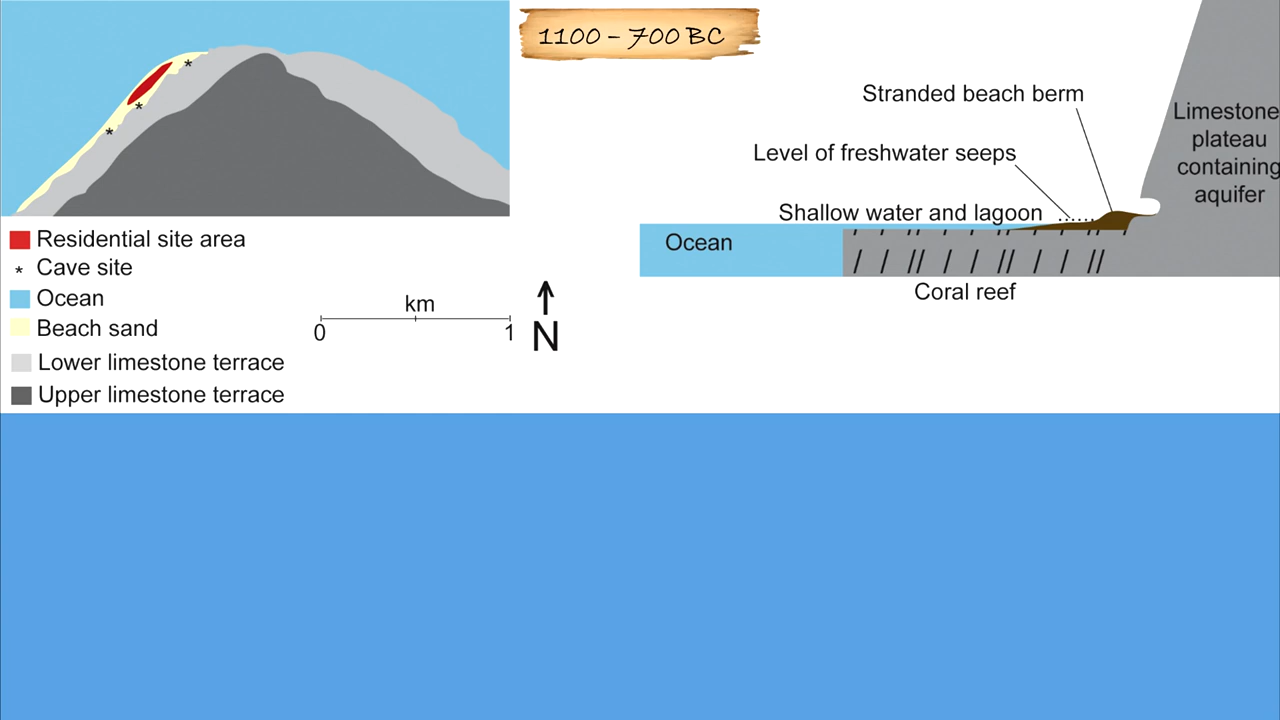 1100 – 700 BC
Stranded beach berm
Level of freshwater seeps
Shallow water and lagoon
Limestone
plateau
containing
aquifer
Ocean
Coral reef
Residential site area
* Cave site
Ocean
Beach sand
Lower limestone terrace
Upper limestone terrace
km
0 1
N